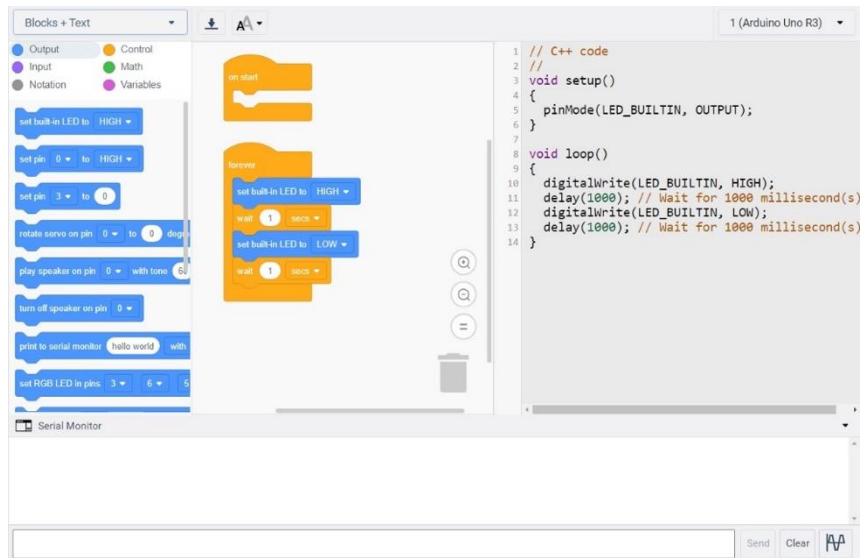 Blocks + Text
AA
1 (Arduino Uno R3)
Output
Control
Input
Math
Notation
Variables
set built-in LED to HIGH
set pin 0 to HIGH
set pin 3 to 0
rotate servo on pin 0 to 0 degre
play speaker on pin 0 with tone 6
turn off speaker on pin 0
print to serial monitor hello world with
set RGB LED in pins 3 6 5
on start
forever
set built-in LED to HIGH
wait 1 secs
set built-in LED to LOW
wait 1 secs
1 // C++ code
2 //
3 void setup()
4 {
5 pinMode(LED_BUILTIN, OUTPUT);
6 }
7
8 void loop()
9 {
10 digitalWrite(LED_BUILTIN, HIGH);
11 delay(1000); // Wait for 1000 millisecond(s)
12 digitalWrite(LED_BUILTIN, LOW);
13 delay(1000); // Wait for 1000 millisecond(s)
14 }
Serial Monitor
Send
Clear